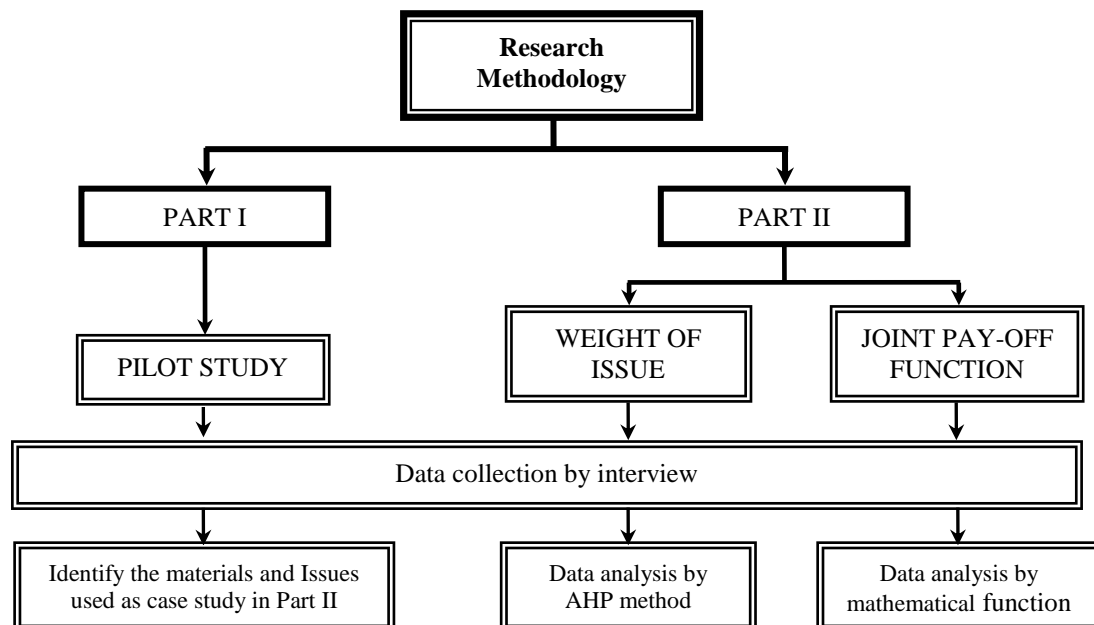 Research
Methodology
PART I
PART II
PILOT STUDY
WEIGHT OF
ISSUE
JOINT PAY-OFF
FUNCTION
Data collection by interview
Identify the materials and Issues
used as case study in Part II
Data analysis by
AHP method
Data analysis by
mathematical function